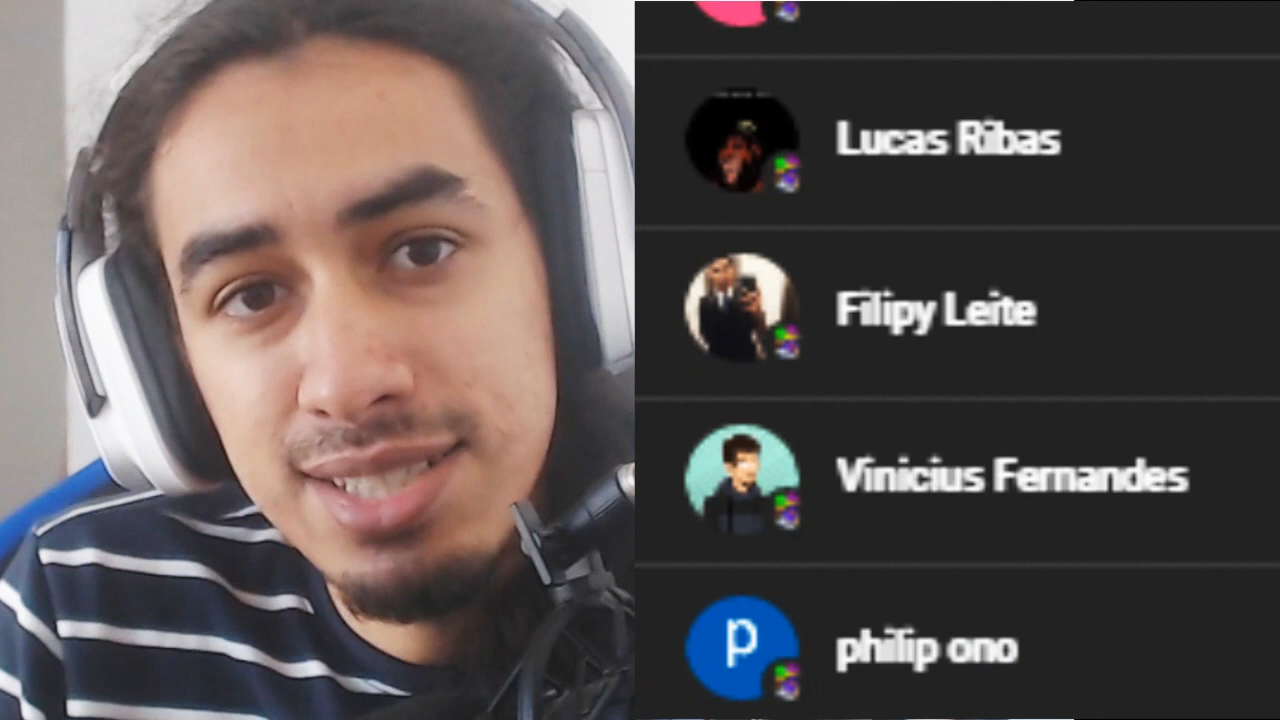 Lucas Ribas
Filipy Leite
Vinicius Fernandes
p
philip ono